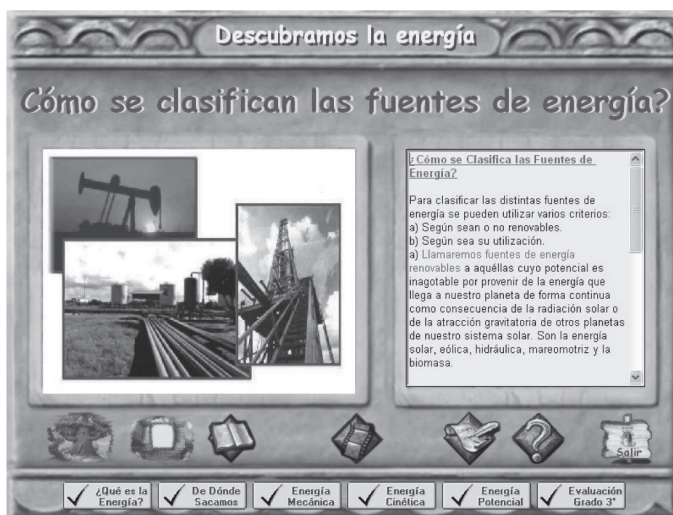 Descubramos la energía
Cómo se clasifican las fuentes de energía?
¿Cómo se Clasifica las Fuentes de
Energía?
Para clasificar las distintas fuentes de
energía se pueden utilizar varios criterios:
a) Según sean o no renovables.
b) Según sea su utilización.
a) Llamaremos fuentes de energía
renovables a aquéllas cuyo potencial es
inagotable por provenir de la energía que
llega a nuestro planeta de forma continua
como consecuencia de la radiación solar o
de la atracción gravitatoria de otros planetas
de nuestro sistema solar. Son la energía
solar, eólica, hidráulica, mareomotriz y la
biomasa.
Salir
¿Qué es la
Energía?
De Dónde
Sacamos
Energía
Mecánica
Energía
Cinética
Energía
Potencial
Evaluación
Grado 3°